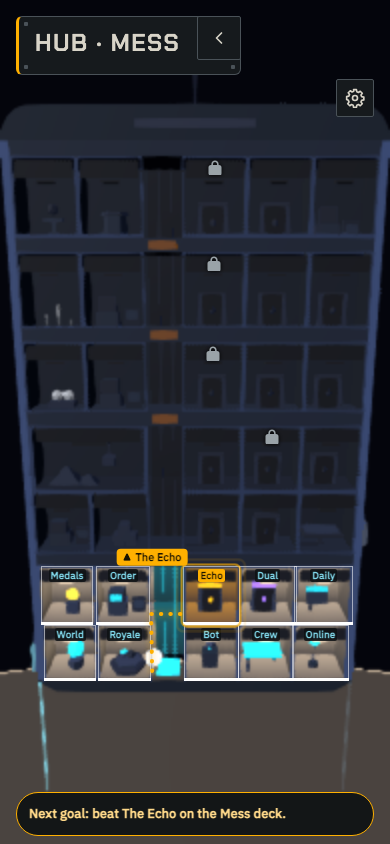 HUB · MESS
The Echo
Medals Order Echo Dual Daily
World Royale Bot Crew Online
Next goal: beat The Echo on the Mess deck.